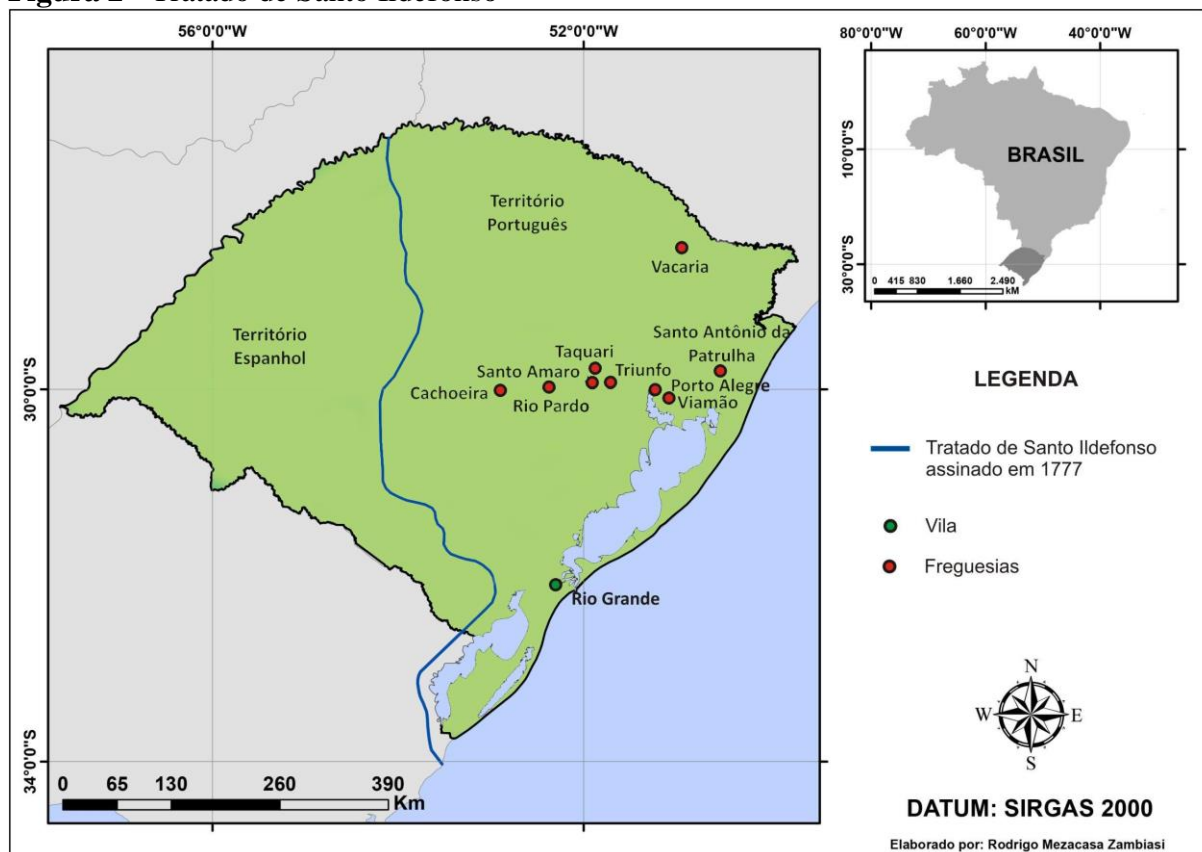 Tratado de Santo Ildefonso
56°0'0"W
52°0'0"W
30°0'0"S
34°0'0"S
Território
Português
Território
Espanhol
Vacaria
Santo Antônio da
Patrulha
Taquari
Santo Amaro
Triunfo
Cachoeira
Rio Pardo
Porto Alegre
Viamão
Rio Grande
0 65 130 260 390
Km
80°0'0"W
60°0'0"W
40°0'0"W
10°0'0"S
30°0'0"S
BRASIL
0 415 830 1.660 2.490
kM
LEGENDA
Tratado de Santo Ildefonso
assinado em 1777
Vila
Freguesias
N
W
E
S
DATUM: SIRGAS 2000
Elaborado por: Rodrigo Mezacasa Zambiasi